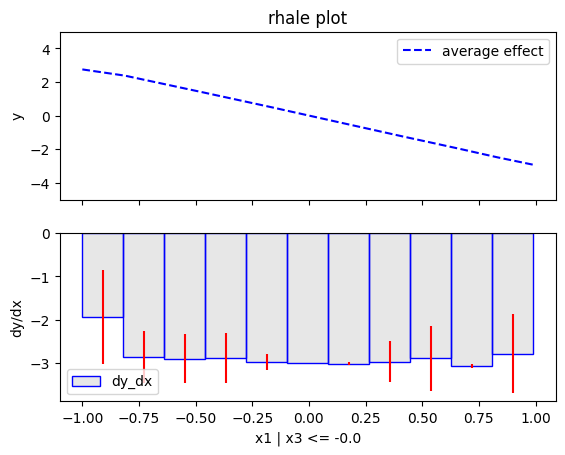 rhale plot
average effect
4
2
0
−2
−4
y
0
−1
−2
−3
dy/dx
dy_dx
−1.00 −0.75 −0.50 −0.25 0.00 0.25 0.50 0.75 1.00
x1 | x3 <= -0.0